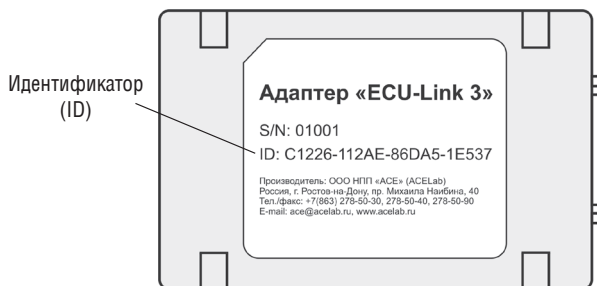 Идентификатор
(ID)
Адаптер «ECU-Link 3»
S/N: 01001
ID: C1226-112AE-86DA5-1E537
Производитель: ООО НПП «АСЕ» (ACELab)
Россия, г. Ростов-на-Дону, пр. Михаила Наибина, 40
Тел./факс: +7(863) 278-50-30, 278-50-40, 278-50-90
E-mail: ace@acelab.ru, www.acelab.ru